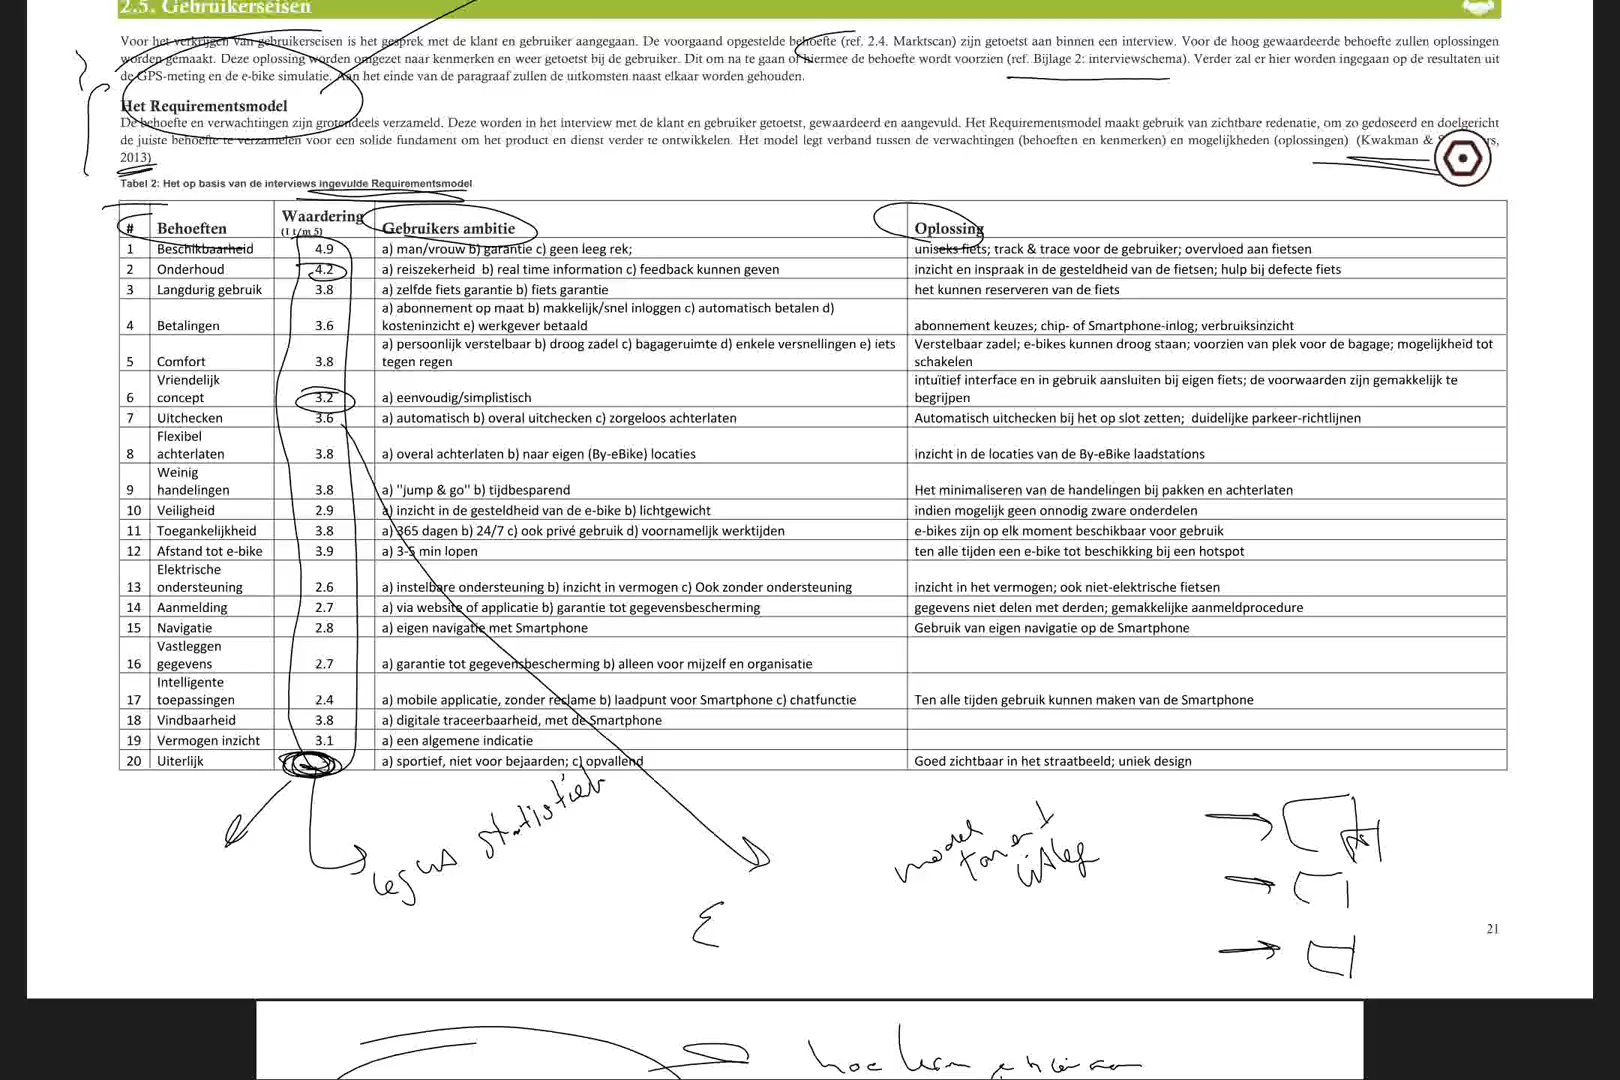 2.5. Gebruikerseisen
Voor het verkrijgen van gebruikerseisen is het gesprek met de klant en gebruiker aangegaan. De voorgaand opgestelde behoefte (ref. 2.4. Marktscan) zijn getoetst aan binnen een interview. Voor de hoog gewaardeerde behoefte zullen oplossingen
worden gemaakt. Deze oplossing worden omgezet naar kenmerken en weer getoetst bij de gebruiker. Dit om na te gaan of hiermee de behoefte wordt voorzien (ref. Bijlage 2: interviewschema). Verder zal er hier worden ingegaan op de resultaten uit
de GPS-meting en de e-bike simulatie. Aan het einde van de paragraaf zullen de uitkomsten naast elkaar worden gehouden.
Het Requirementsmodel
De behoefte en verwachtingen zijn grotendeels verzameld. Deze worden in het interview met de klant en gebruiker getoetst, gewaardeerd en aangevuld. Het Requirementsmodel maakt gebruik van zichtbare redenatie, om zo gedoseerd en doelgericht
de juiste behoefte te verzamelen voor een solide fundament om het product en dienst verder te ontwikkelen. Het model legt verband tussen de verwachtingen (behoeften en kenmerken) en mogelijkheden (oplossingen) (Kwakman &
2013)
Tabel 2: Het op basis van de interviews ingevulde Requirementsmodel
# Behoeften Waardering (1 t/m 5) Gebruikers ambitie Oplossing
1 Beschikbaarheid 4.9 a) man/vrouw b) garantie c) geen leeg rek; uniseks fiets; track & trace voor de gebruiker; overvloed aan fietsen
2 Onderhoud 4.2 a) reiszekerheid b) real time information c) feedback kunnen geven inzicht en inspraak in de gesteldheid van de fietsen; hulp bij defecte fiets
3 Langdurig gebruik 3.8 a) zelfde fiets garantie b) fiets garantie het kunnen reserveren van de fiets
a) abonnement op maat b) makkelijk/snel inloggen c) automatisch betalen d)
4 Betalingen 3.6 kosteninzicht e) werkgever betaald abonnement keuzes; chip- of Smartphone-inlog; verbruiksinzicht
a) persoonlijk verstelbaar b) droog zadel c) bagageruimte d) enkele versnellingen e) iets Verstelbaar zadel; e-bikes kunnen droog staan; voorzien van plek voor de bagage; mogelijkheid tot
5 Comfort 3.8 tegen regen schakelen
Vriendelijk intuïtief interface en in gebruik aansluiten bij eigen fiets; de voorwaarden zijn gemakkelijk te
6 concept 3.2 a) eenvoudig/simplistisch begrijpen
7 Uitchecken 3.6 a) automatisch b) overal uitchecken c) zorgeloos achterlaten Automatisch uitchecken bij het op slot zetten; duidelijke parkeer-richtlijnen
Flexibel
8 achterlaten 3.8 a) overal achterlaten b) naar eigen (By-eBike) locaties inzicht in de locaties van de By-eBike laadstations
Weinig
9 handelingen 3.8 a) "jump & go" b) tijdbesparend Het minimaliseren van de handelingen bij pakken en achterlaten
10 Veiligheid 2.9 a) inzicht in de gesteldheid van de e-bike b) lichtgewicht indien mogelijk geen onnodig zware onderdelen
11 Toegankelijkheid 3.8 a) 365 dagen b) 24/7 c) ook privé gebruik d) voornamelijk werktijden e-bikes zijn op elk moment beschikbaar voor gebruik
12 Afstand tot e-bike 3.9 a) 3-5 min lopen ten alle tijden een e-bike tot beschikking bij een hotspot
Elektrische
13 ondersteuning 2.6 a) instelbare ondersteuning b) inzicht in vermogen c) Ook zonder ondersteuning inzicht in het vermogen; ook niet-elektrische fietsen
14 Aanmelding 2.7 a) via website of applicatie b) garantie tot gegevensbescherming gegevens niet delen met derden; gemakkelijke aanmeldprocedure
15 Navigatie 2.8 a) eigen navigatie met Smartphone Gebruik van eigen navigatie op de Smartphone
Vastleggen
16 gegevens 2.7 a) garantie tot gegevensbescherming b) alleen voor mijzelf en organisatie
Intelligente
17 toepassingen 2.4 a) mobile applicatie, zonder reclame b) laadpunt voor Smartphone c) chatfunctie Ten alle tijden gebruik kunnen maken van de Smartphone
18 Vindbaarheid 3.8 a) digitale traceerbaarheid, met de Smartphone
19 Vermogen inzicht 3.1 a) een algemene indicatie
20 Uiterlijk a) sportief, niet voor bejaarden; c) opvallend Goed zichtbaar in het straatbeeld; uniek design
statistiek
model
uitleg
21
hoe kan